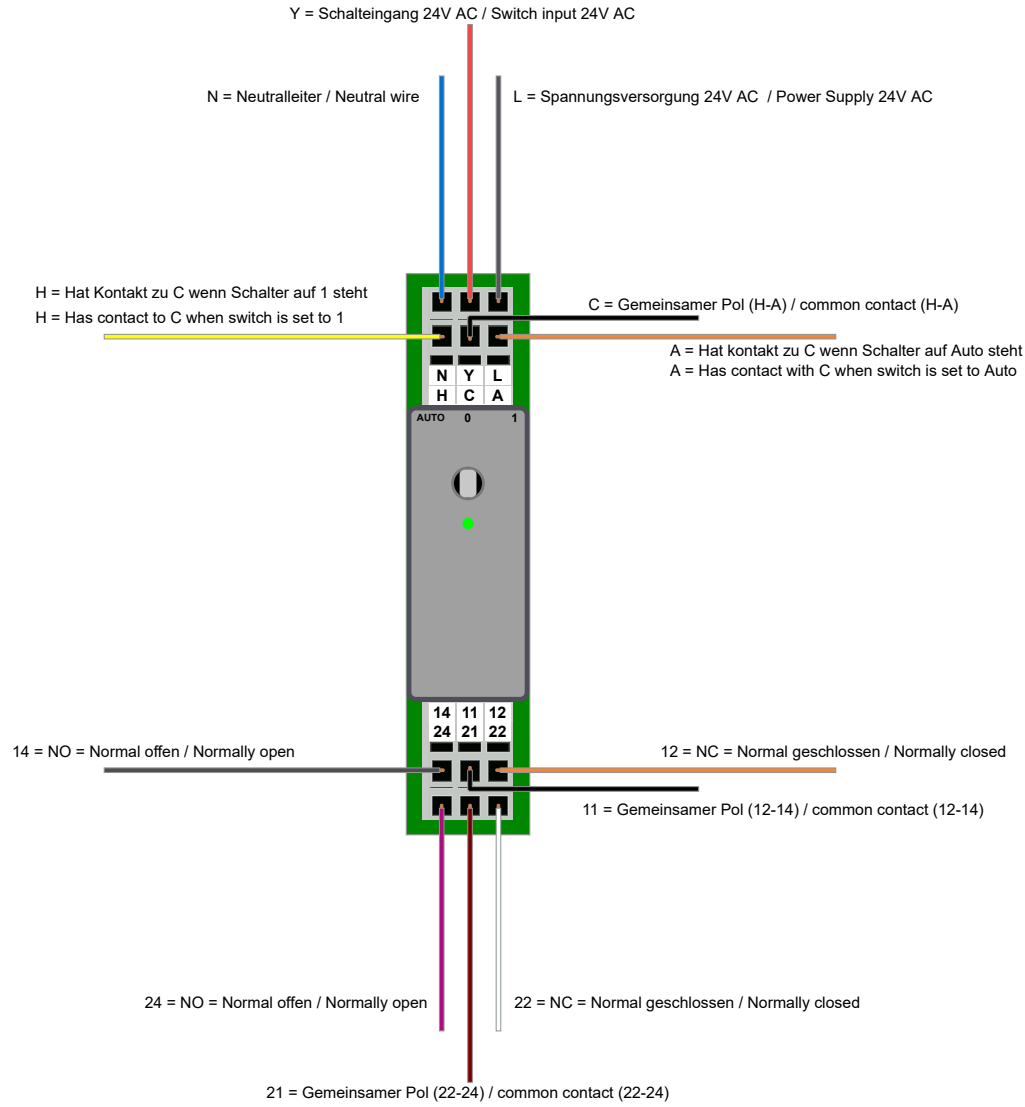 Y = Schalteingang 24V AC / Switch input 24V AC
N = Neutralleiter / Neutral wire
L = Spannungsversorgung 24V AC / Power Supply 24V AC
H = Hat Kontakt zu C wenn Schalter auf 1 steht
H = Has contact to C when switch is set to 1
C = Gemeinsamer Pol (H-A) / common contact (H-A)
A = Hat kontakt zu C wenn Schalter auf Auto steht
A = Has contact with C when switch is set to Auto
N Y L
H C A
AUTO 0 1
14 11 12
24 21 22
14 = NO = Normal offen / Normally open
12 = NC = Normal geschlossen / Normally closed
11 = Gemeinsamer Pol (12-14) / common contact (12-14)
24 = NO = Normal offen / Normally open
22 = NC = Normal geschlossen / Normally closed
21 = Gemeinsamer Pol (22-24) / common contact (22-24)